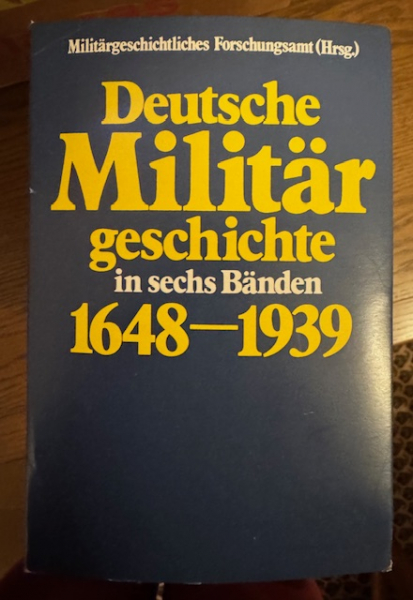 Militärgeschichtliches Forschungsamt (Hrsg.)
Deutsche
Militär
geschichte
in sechs Bänden
1648—1939